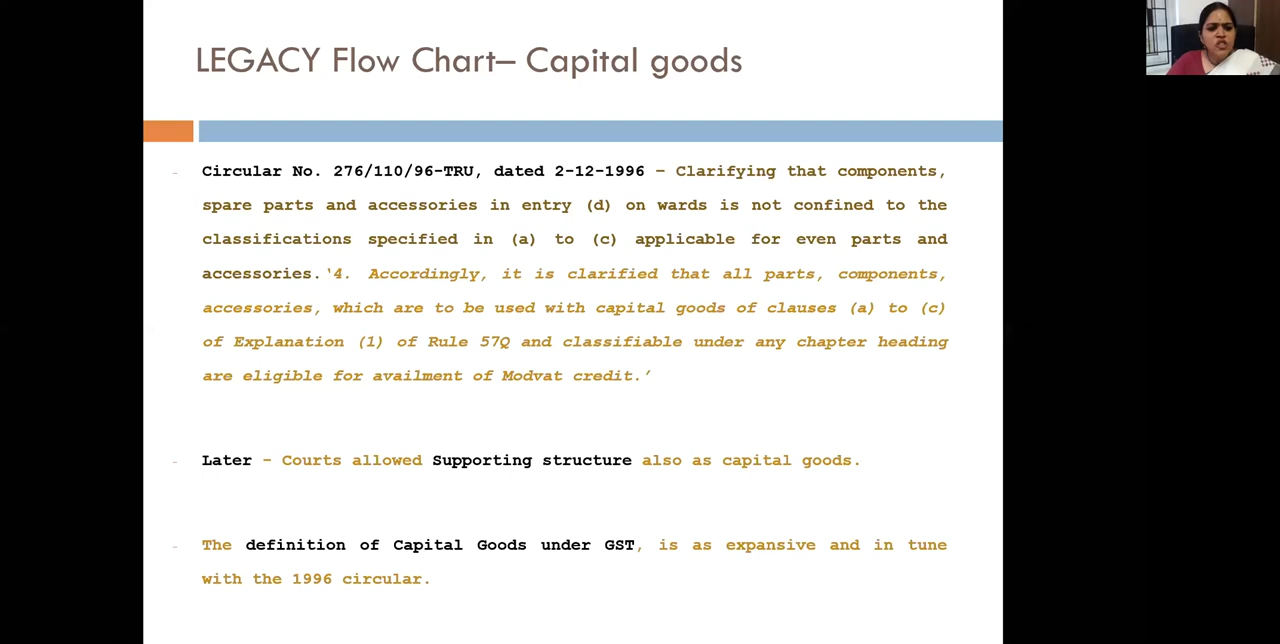 LEGACY Flow Chart– Capital goods
- Circular No. 276/110/96-TRU, dated 2-12-1996 – Clarifying that components,
spare parts and accessories in entry (d) on wards is not confined to the
classifications specified in (a) to (c) applicable for even parts and
accessories.‘4. Accordingly, it is clarified that all parts, components,
accessories, which are to be used with capital goods of clauses (a) to (c)
of Explanation (1) of Rule 57Q and classifiable under any chapter heading
are eligible for availment of Modvat credit.’
- Later – Courts allowed Supporting structure also as capital goods.
- The definition of Capital Goods under GST, is as expansive and in tune
with the 1996 circular.